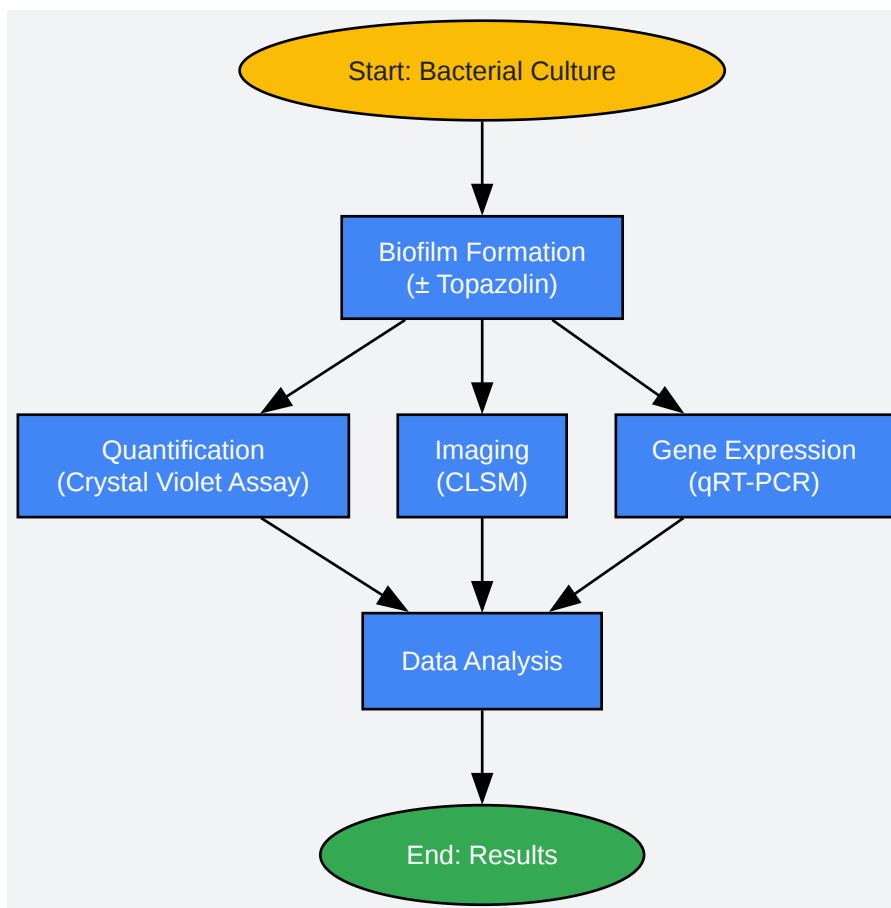 Start: Bacterial Culture
Biofilm Formation
(± Topazolin)
Quantification
(Crystal Violet Assay)
Imaging
(CLSM)
Gene Expression
(qRT-PCR)
Data Analysis
End: Results